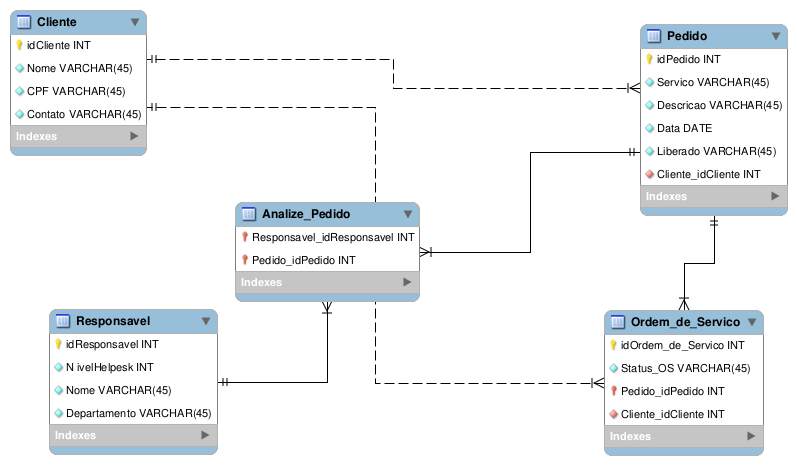 Cliente
idCliente INT
Nome VARCHAR(45)
CPF VARCHAR(45)
Contato VARCHAR(45)
Indexes
Pedido
idPedido INT
Servico VARCHAR(45)
Descricao VARCHAR(45)
Data DATE
Liberado VARCHAR(45)
Cliente_idCliente INT
Indexes
Analize_Pedido
Responsavel_idResponsavel INT
Pedido_idPedido INT
Indexes
Responsavel
idResponsavel INT
NivelHelpesk INT
Nome VARCHAR(45)
Departamento VARCHAR(45)
Indexes
Ordem_de_Servico
idOrdem_de_Servico INT
Status_OS VARCHAR(45)
Pedido_idPedido INT
Cliente_idCliente INT
Indexes